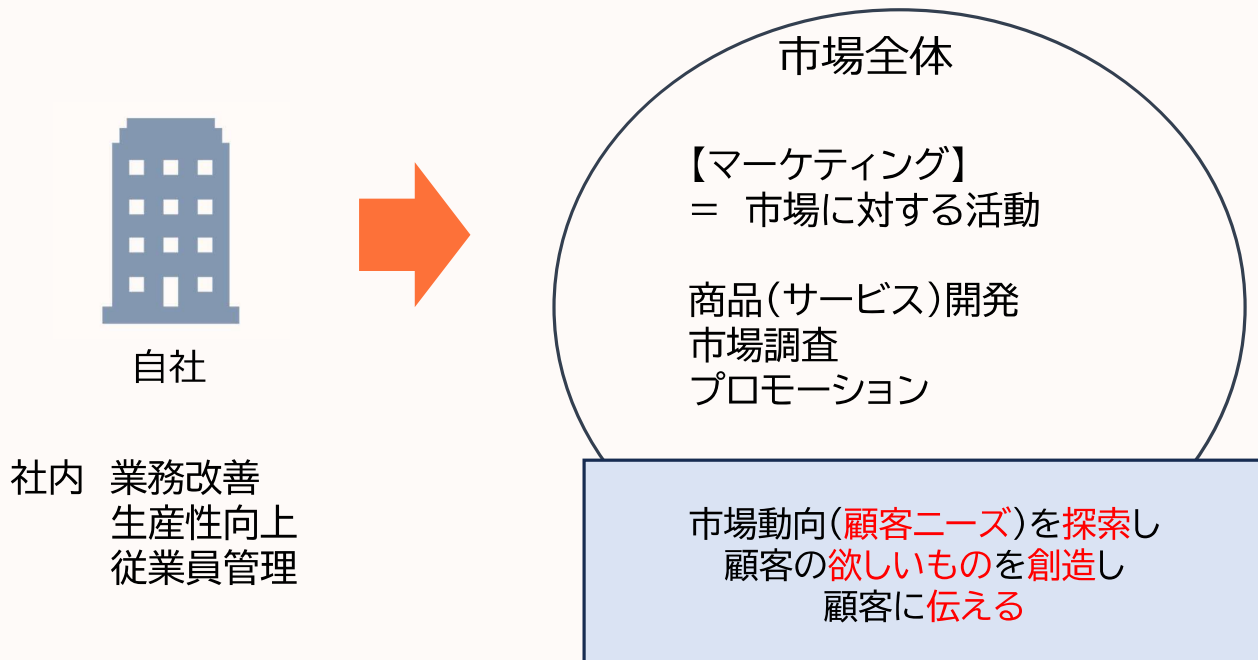 市場全体
【マーケティング】
＝ 市場に対する活動
商品(サービス)開発
市場調査
プロモーション
自社
社内 業務改善
生産性向上
従業員管理
市場動向(顧客ニーズ)を探索し
顧客の欲しいものを創造し
顧客に伝える